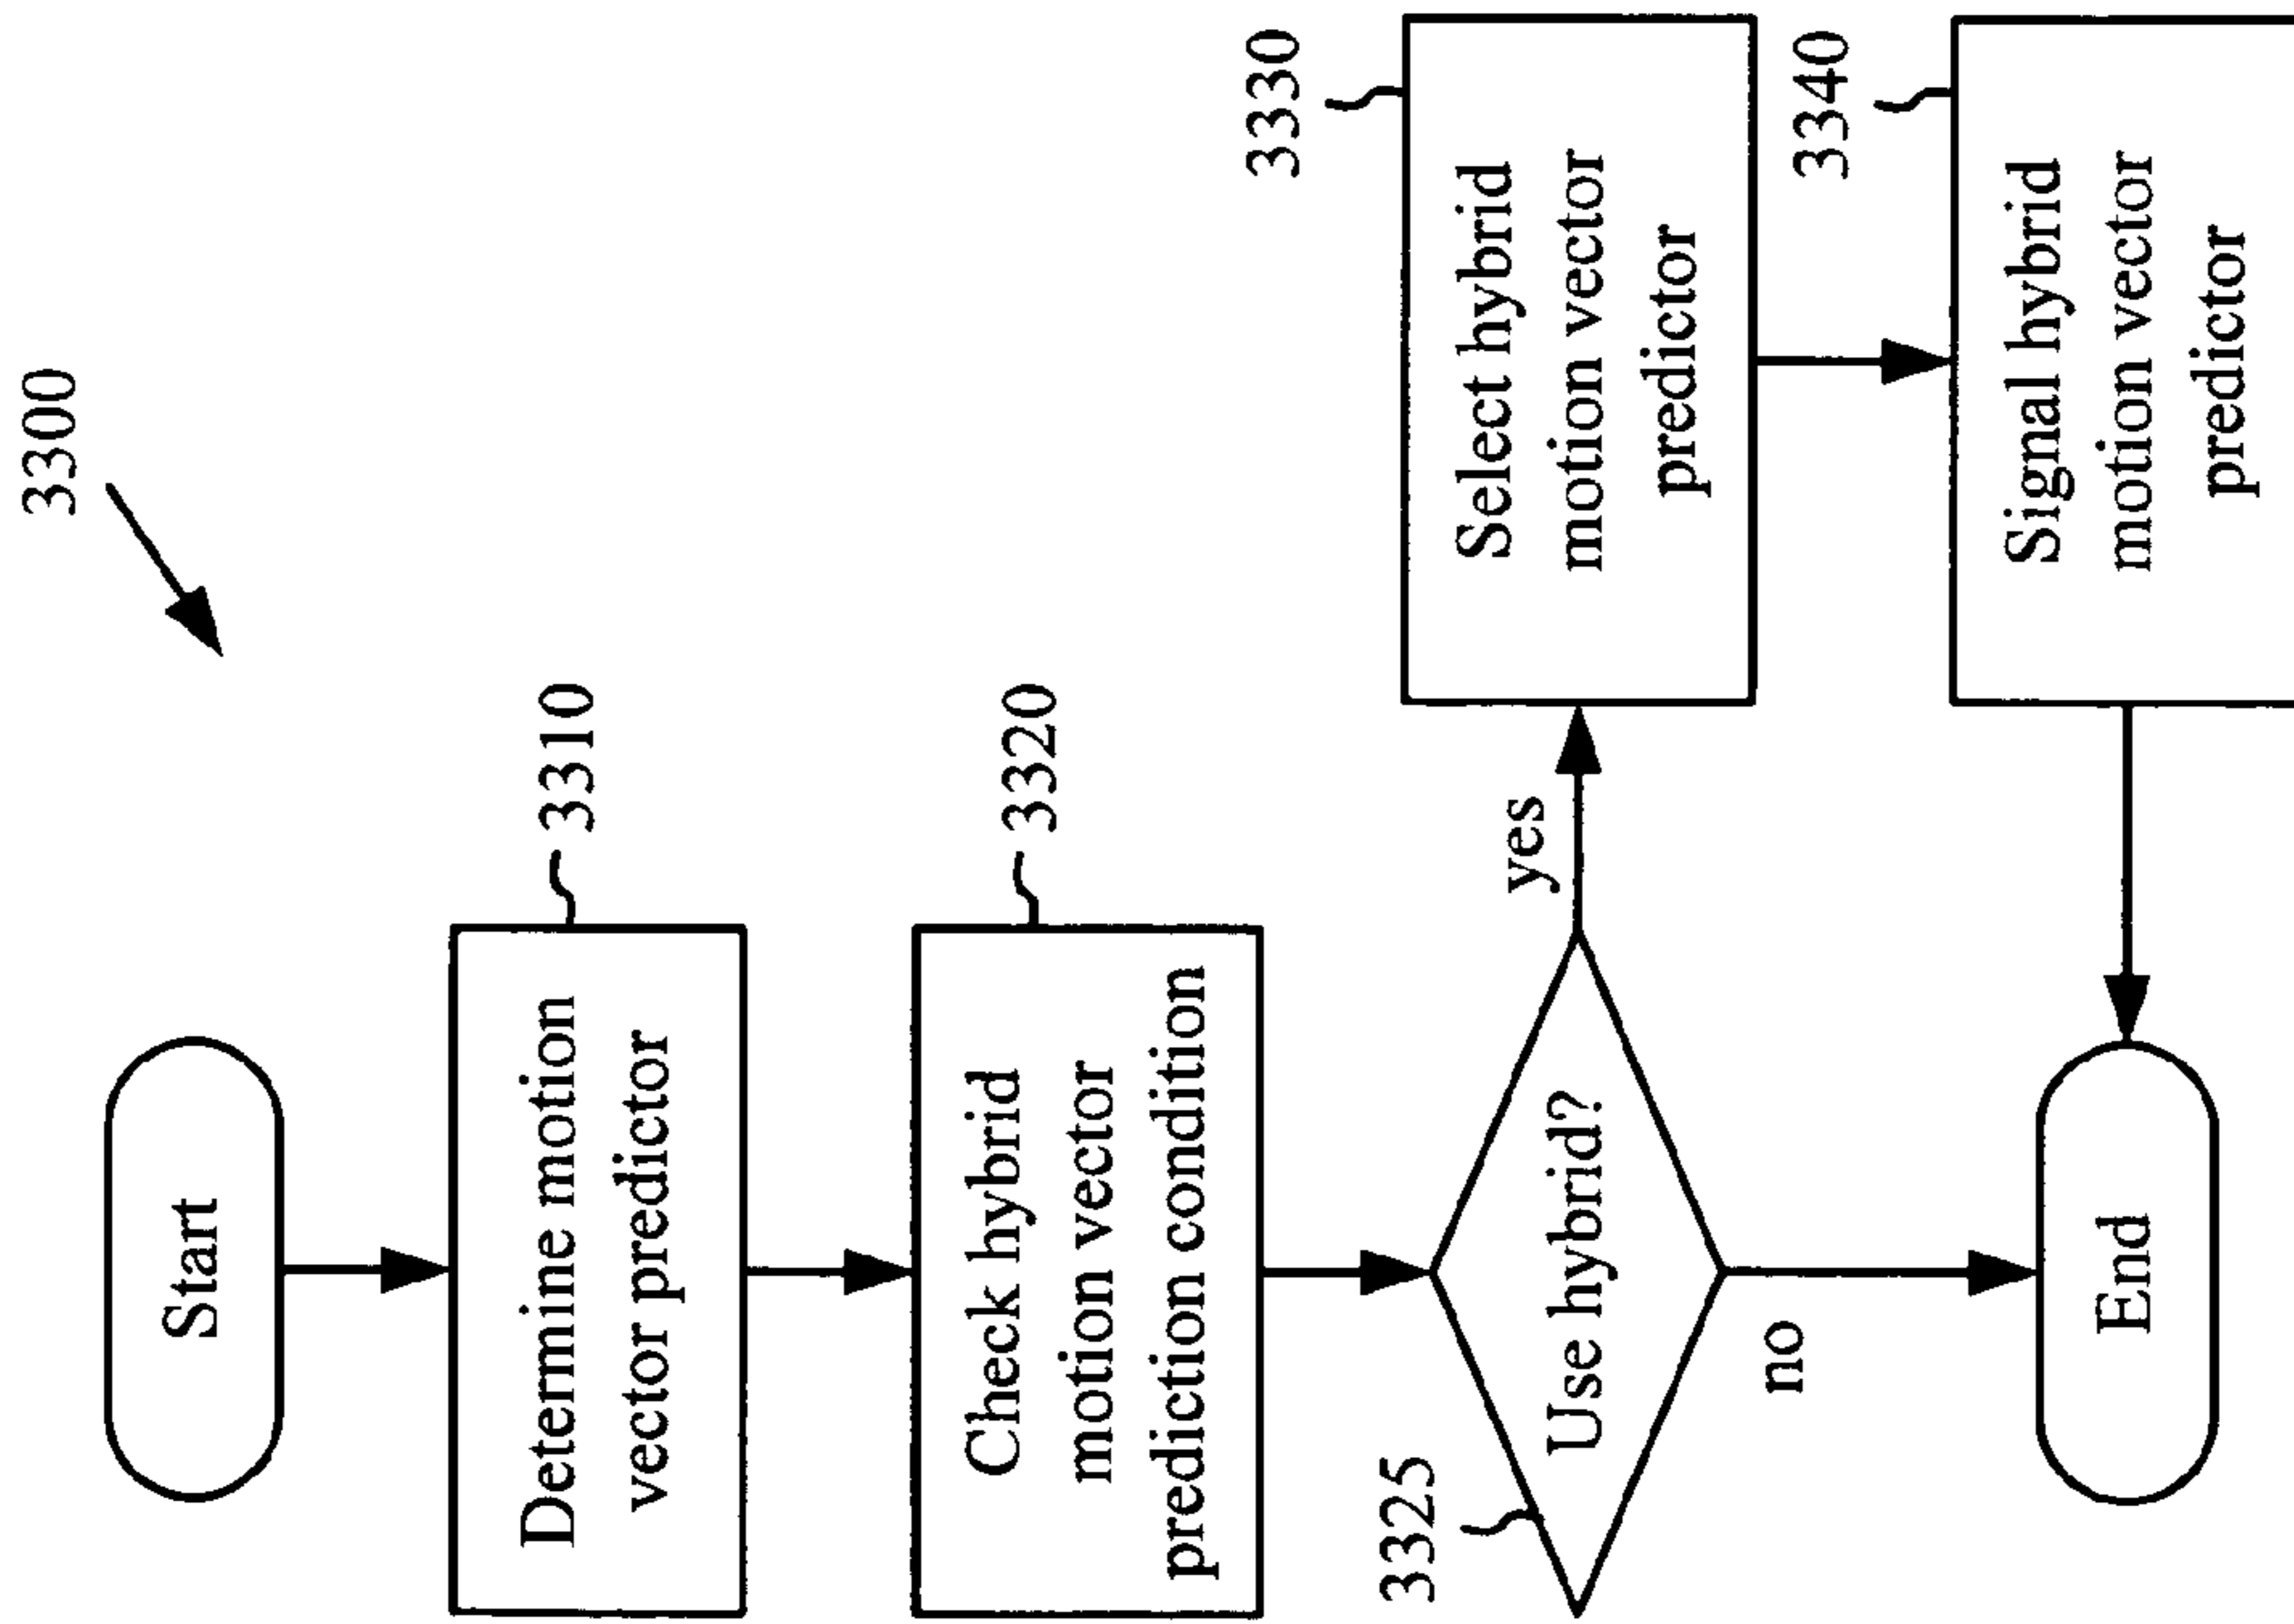 3300
Start
Determine motion
vector predictor
3310
Check hybrid
motion vector
prediction condition
3320
3325
Use hybrid?
yes
no
Select hybrid
motion vector
predictor
3330
Signal hybrid
motion vector
predictor
3340
End